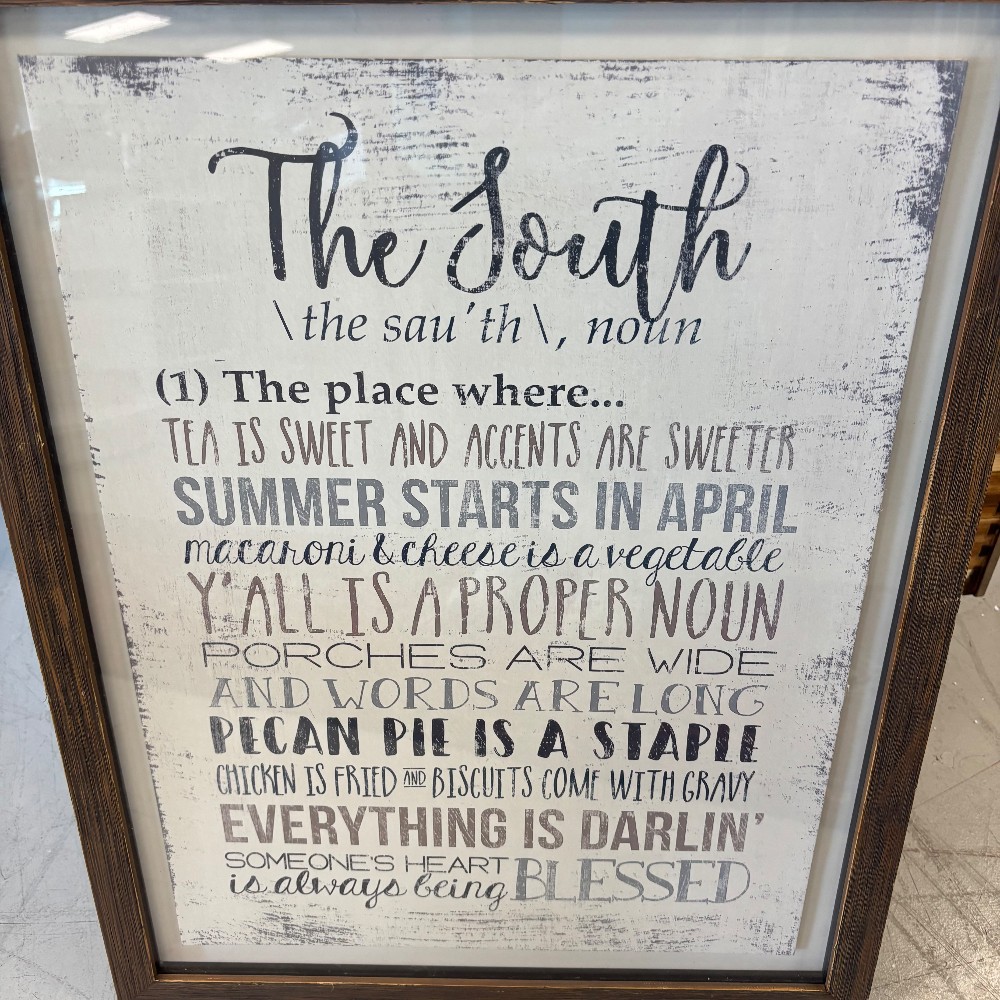 The South
\the sau'th\, noun
(1) The place where...
TEA IS SWEET AND ACCENTS ARE SWEETER
SUMMER STARTS IN APRIL
macaroni & cheese is a vegetable
Y'ALL IS A PROPER NOUN
PORCHES ARE WIDE
AND WORDS ARE LONG
PECAN PIE IS A STAPLE
CHICKEN IS FRIED AND BISCUITS COME WITH GRAVY
EVERYTHING IS DARLIN'
SOMEONE'S HEART
is always being BLESSED